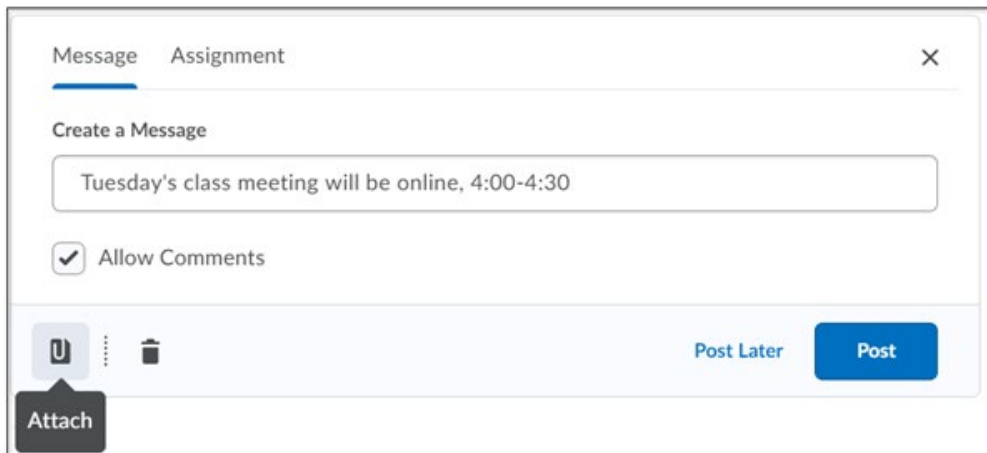 Message Assignment
Create a Message
Tuesday's class meeting will be online, 4:00-4:30
Allow Comments
Post Later Post
Attach